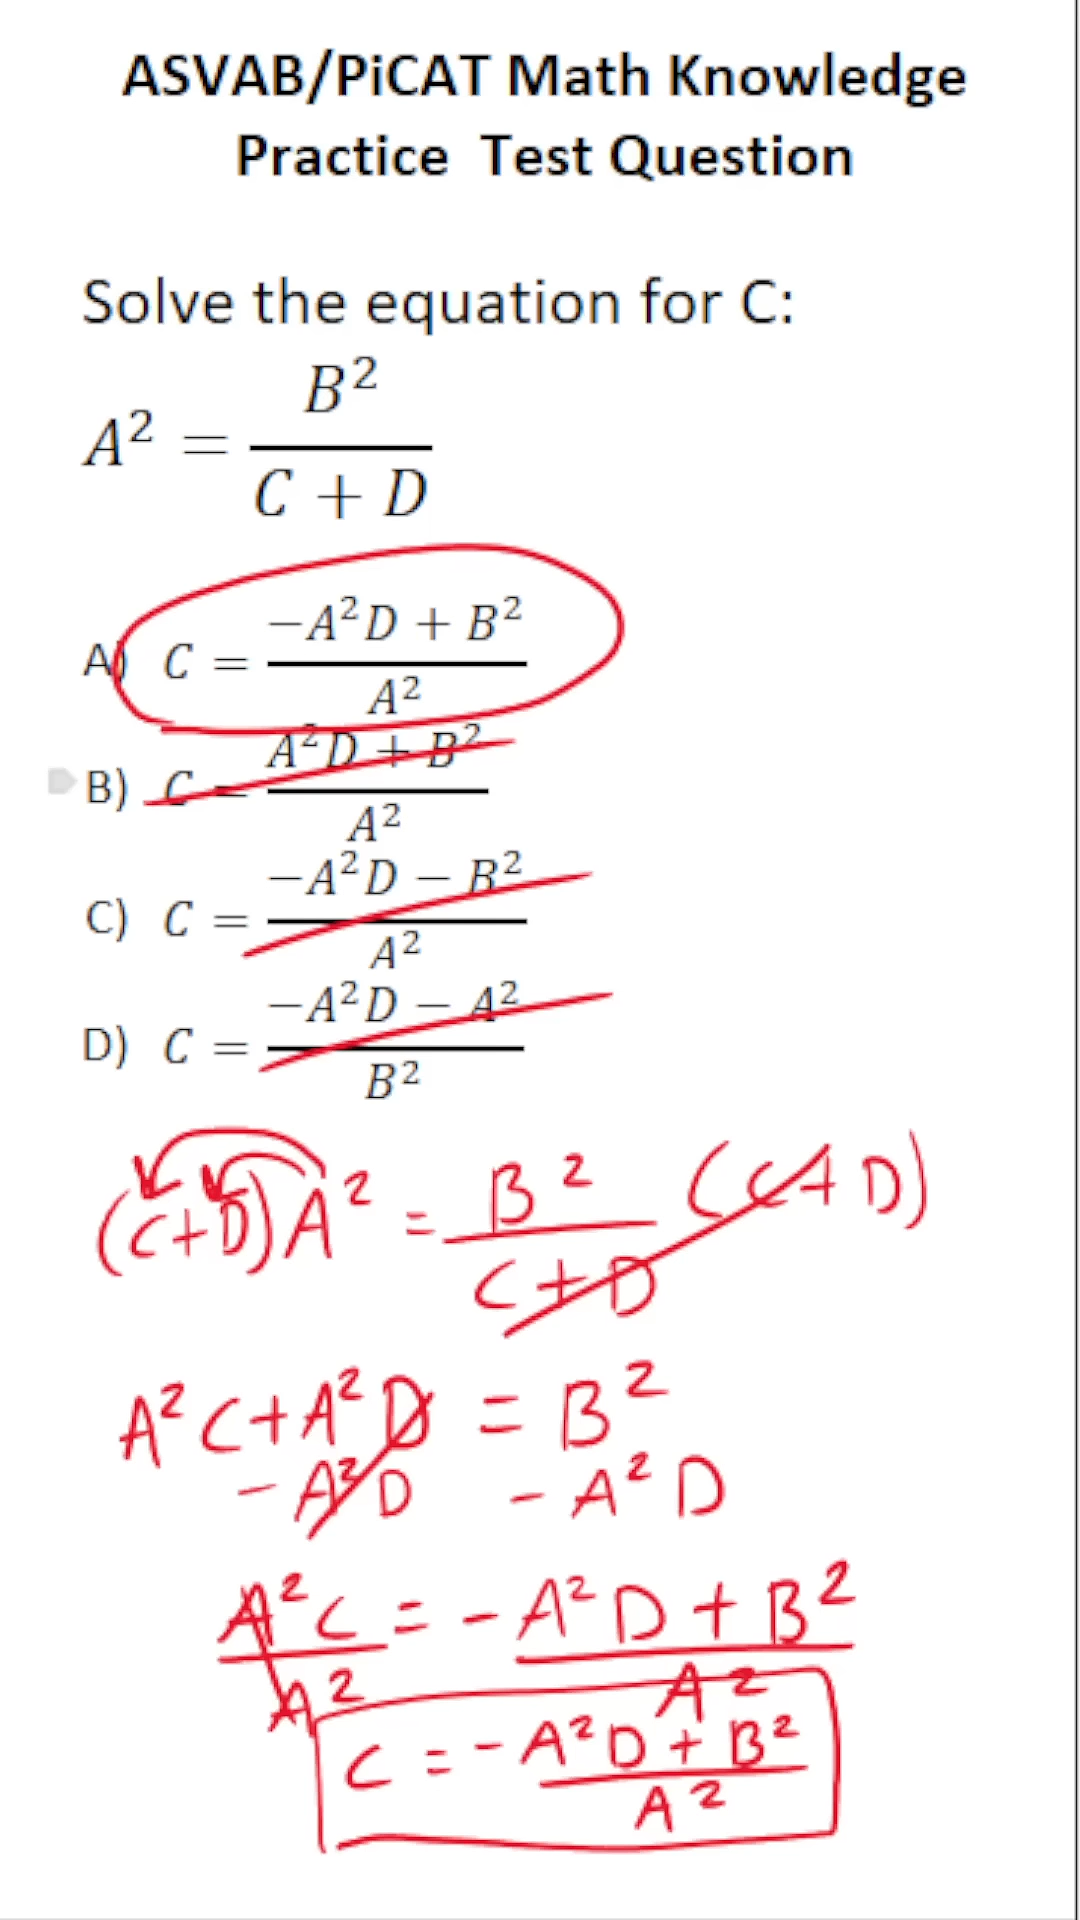 ASVAB/PiCAT Math Knowledge
Practice Test Question
Solve the equation for C:
A² = B² / (C + D)
A) C = (−A²D + B²) / A²
B) C = (A²D + B²) / A²
C) C = (−A²D − B²) / A²
D) C = (−A²D − A²) / B²
(C+D)A² = B² / (C+D) (C+D)
A²C+A²D = B²
- A²D - A²D
A²C / A² = -A²D + B² / A²
C = -A²D + B² / A²